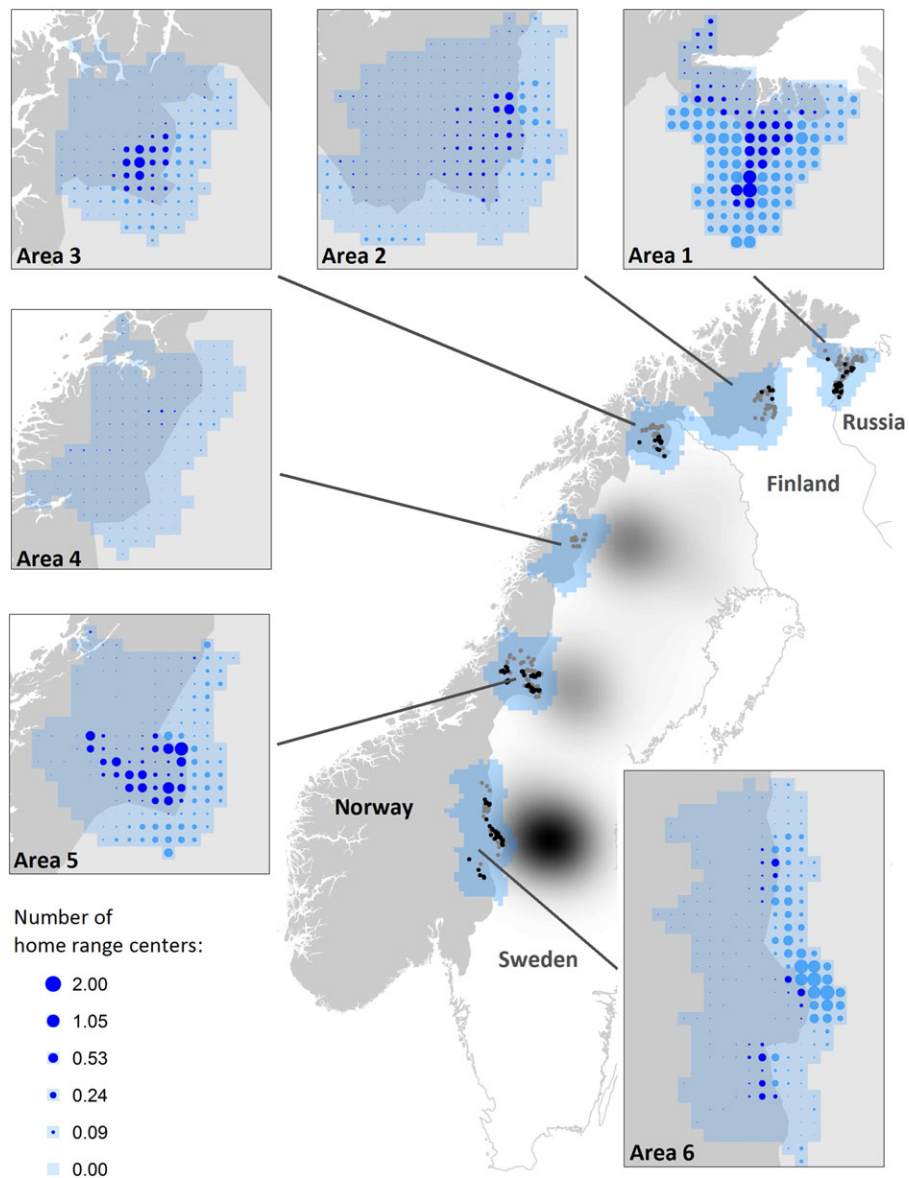 Area 3
Area 2
Area 1
Russia
Finland
Area 4
Area 5
Norway
Number of
home range centers:
2.00
1.05
0.53
0.24
0.09
0.00
Sweden
Area 6